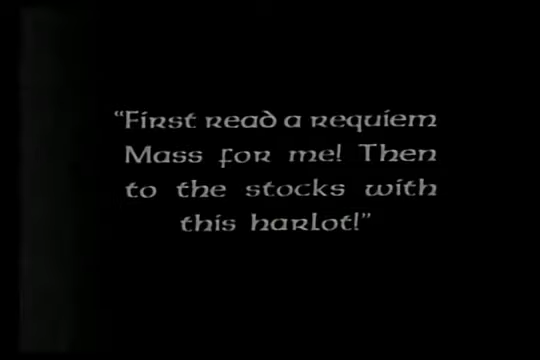 “First read a requiem
Mass for me! Then
to the stocks with
this harlot!”